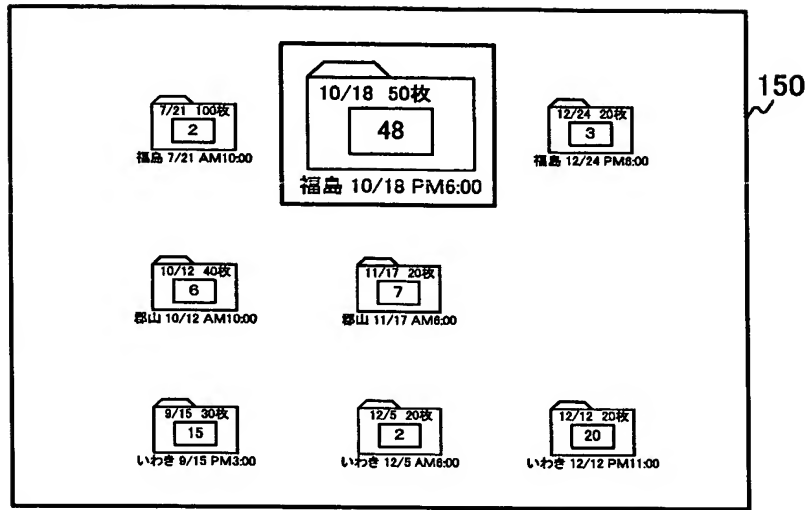 150
7/21 100枚
2
福島 7/21 AM10:00
10/18 50枚
48
福島 10/18 PM6:00
12/24 20枚
3
福島 12/24 PM8:00
10/12 40枚
6
郡山 10/12 AM10:00
11/17 20枚
7
郡山 11/17 AM6:00
9/15 30枚
15
いわき 9/15 PM3:00
12/5 20枚
2
いわき 12/5 AM6:00
12/12 20枚
20
いわき 12/12 PM11:00